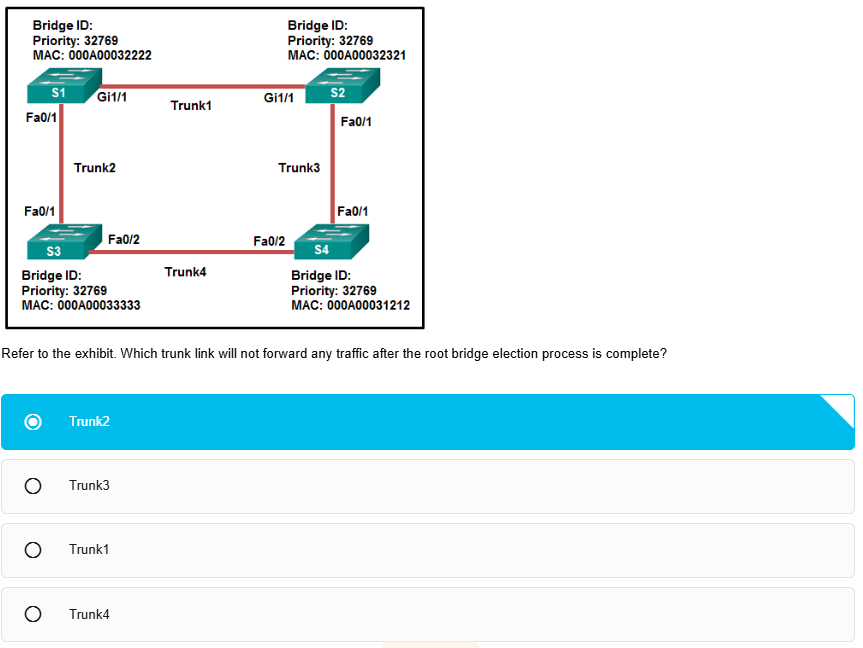 Bridge ID:
Priority: 32769
MAC: 000A00032222
Bridge ID:
Priority: 32769
MAC: 000A00032321
S1
Gi1/1
Trunk1
Gi1/1
S2
Fa0/1
Fa0/1
Trunk2
Trunk3
Fa0/1
Fa0/1
S3
Fa0/2
Fa0/2
S4
Trunk4
Bridge ID:
Priority: 32769
MAC: 000A00033333
Bridge ID:
Priority: 32769
MAC: 000A00031212
Refer to the exhibit. Which trunk link will not forward any traffic after the root bridge election process is complete?
Trunk2
Trunk3
Trunk1
Trunk4